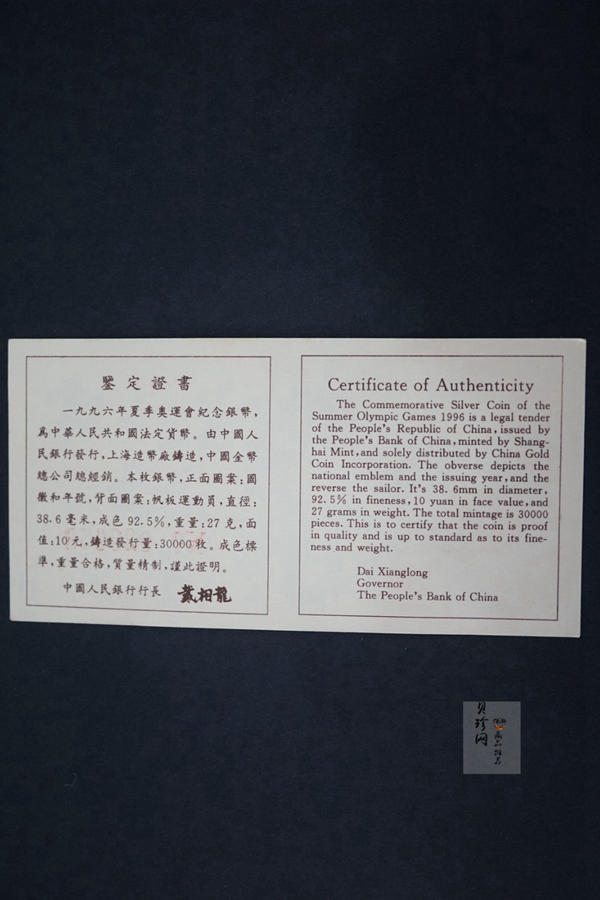 鑒定證書
一九九六年夏季奧運會紀念銀幣，
爲中華人民共和國法定貨幣。由中國人
民銀行發行，上海造幣廠鑄造，中國金幣
總公司總經銷。本枚銀幣，正面圖案：國
徽和年號，背面圖案：帆板運動員，直徑：
38.6毫米，成色92.5%，重量：27克，面
值：10元，鑄造發行量：30000枚。成色標
準，重量合格，質量精制，謹此證明。
中國人民銀行行長 戴相龍
Certificate of Authenticity
The Commemorative Silver Coin of the
Summer Olympic Games 1996 is a legal tender
of the People's Republic of China, issued by
the People's Bank of China, minted by Shang-
hai Mint, and solely distributed by China Gold
Coin Incorporation. The obverse depicts the
national emblem and the issuing year, and the
reverse the sailor. It's 38.6mm in diameter,
92.5% in fineness, 10 yuan in face value, and
27 grams in weight. The total mintage is 30000
pieces. This is to certify that the coin is proof
in quality and is up to standard as to its fine-
ness and weight.
Dai Xianglong
Governor
The People's Bank of China
贝珍网